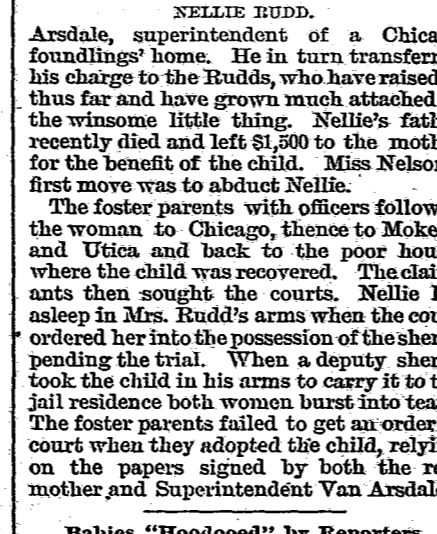 NELLIE RUDD.
Arsdale, superintendent of a Chica
foundlings' home. He in turn transferr
his charge to the Rudds, who have raised
thus far and have grown much attached
the winsome little thing. Nellie's fath
recently died and left $1,500 to the moth
for the benefit of the child. Miss Nelson
first move was to abduct Nellie.
The foster parents with officers follow
the woman to Chicago, thence to Moke
and Utica and back to the poor hou
where the child was recovered. The clai
ants then sought the courts. Nellie l
asleep in Mrs. Rudd's arms when the cou
ordered her into the possession of the sher
pending the trial. When a deputy sher
took the child in his arms to carry it to t
jail residence both women burst into tea
The foster parents failed to get an order
court when they adopted the child, relyi
on the papers signed by both the re
mother and Superintendent Van Arsdal
Babies "Hoodooed" by Reporters